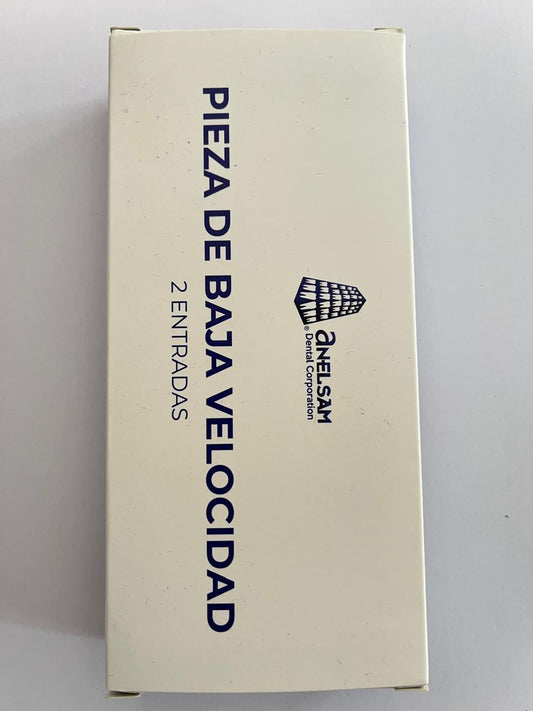 aNELSAM
® Dental Corporation
PIEZA DE BAJA VELOCIDAD
2 ENTRADAS